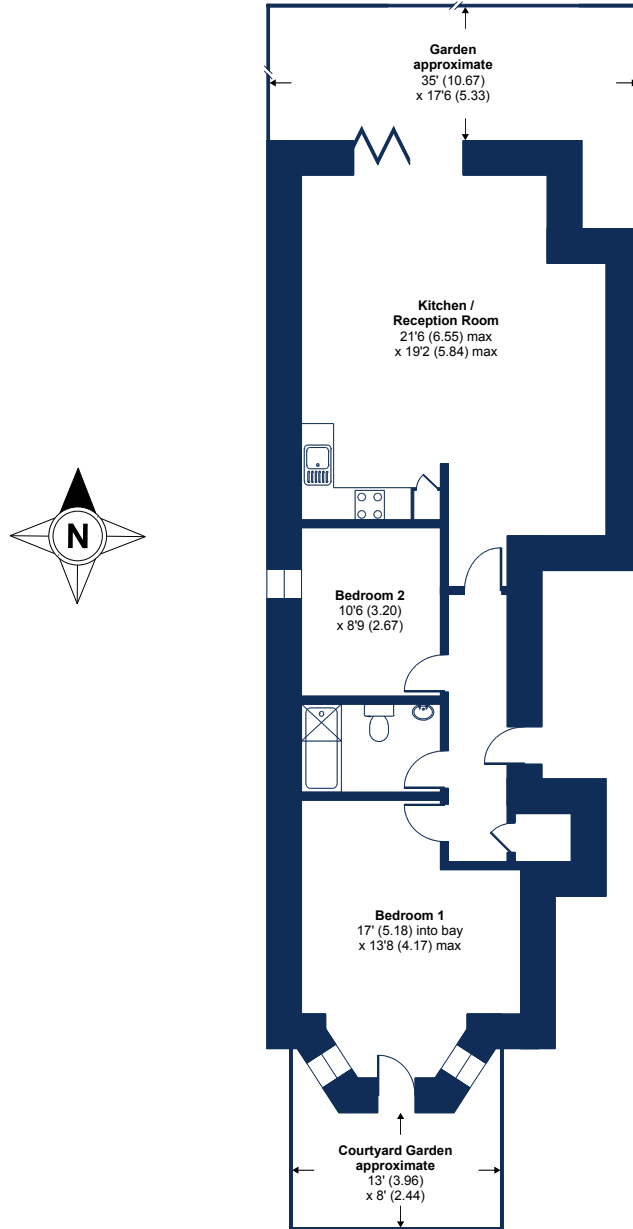 Garden
approximate
35' (10.67)
x 17'6 (5.33)
Kitchen /
Reception Room
21'6 (6.55) max
x 19'2 (5.84) max
N
Bedroom 2
10'6 (3.20)
x 8'9 (2.67)
Bedroom 1
17' (5.18) into bay
x 13'8 (4.17) max
Courtyard Garden
approximate
13' (3.96)
x 8' (2.44)